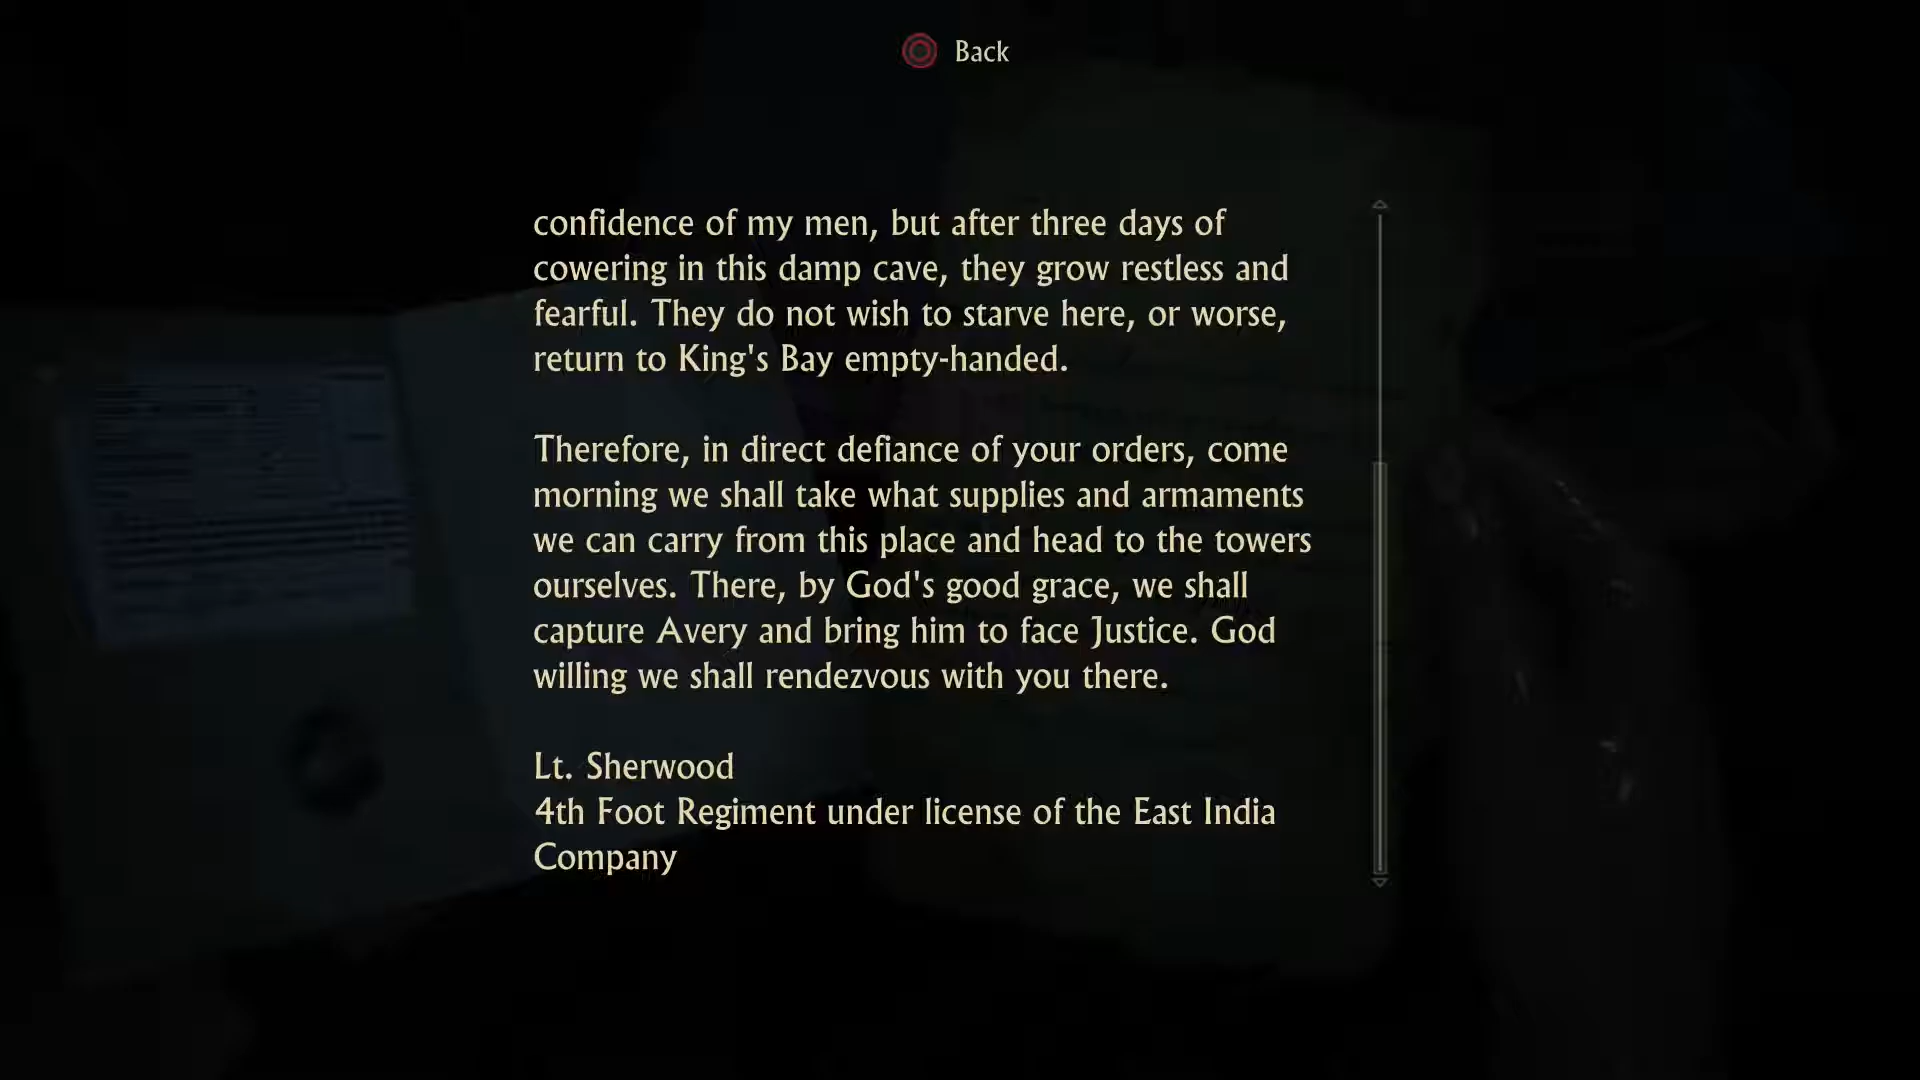 Back
confidence of my men, but after three days of
cowering in this damp cave, they grow restless and
fearful. They do not wish to starve here, or worse,
return to King's Bay empty-handed.
Therefore, in direct defiance of your orders, come
morning we shall take what supplies and armaments
we can carry from this place and head to the towers
ourselves. There, by God's good grace, we shall
capture Avery and bring him to face Justice. God
willing we shall rendezvous with you there.
Lt. Sherwood
4th Foot Regiment under license of the East India
Company